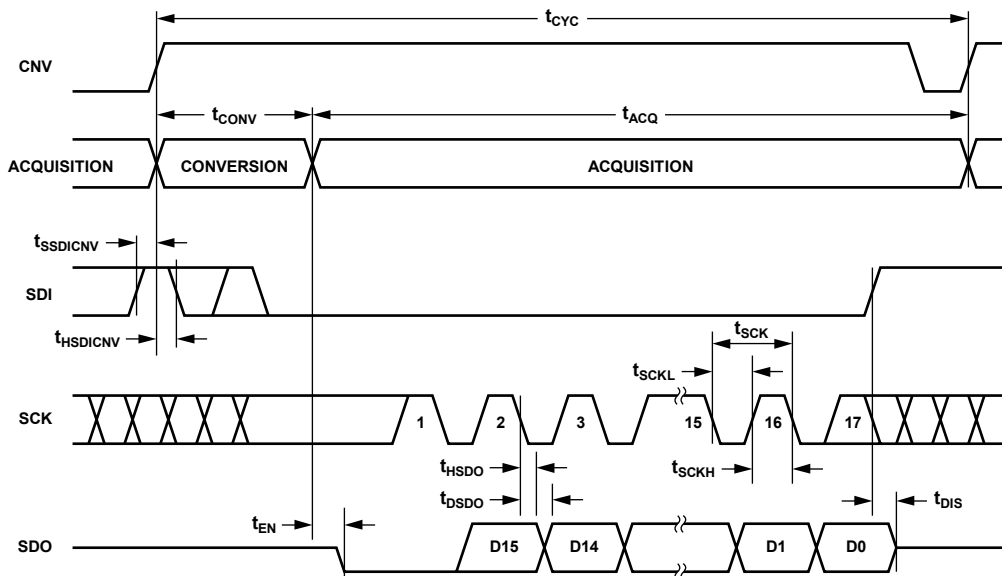 tCYC
CNV
tCONV
tACQ
ACQUISITION
CONVERSION
ACQUISITION
tSSDICNV
SDI
tHSDICNV
tSCK
tSCKL
SCK
1
2
3
15
16
17
tHSDO
tSCKH
tDSDO
tDIS
tEN
SDO
D15
D14
D1
D0